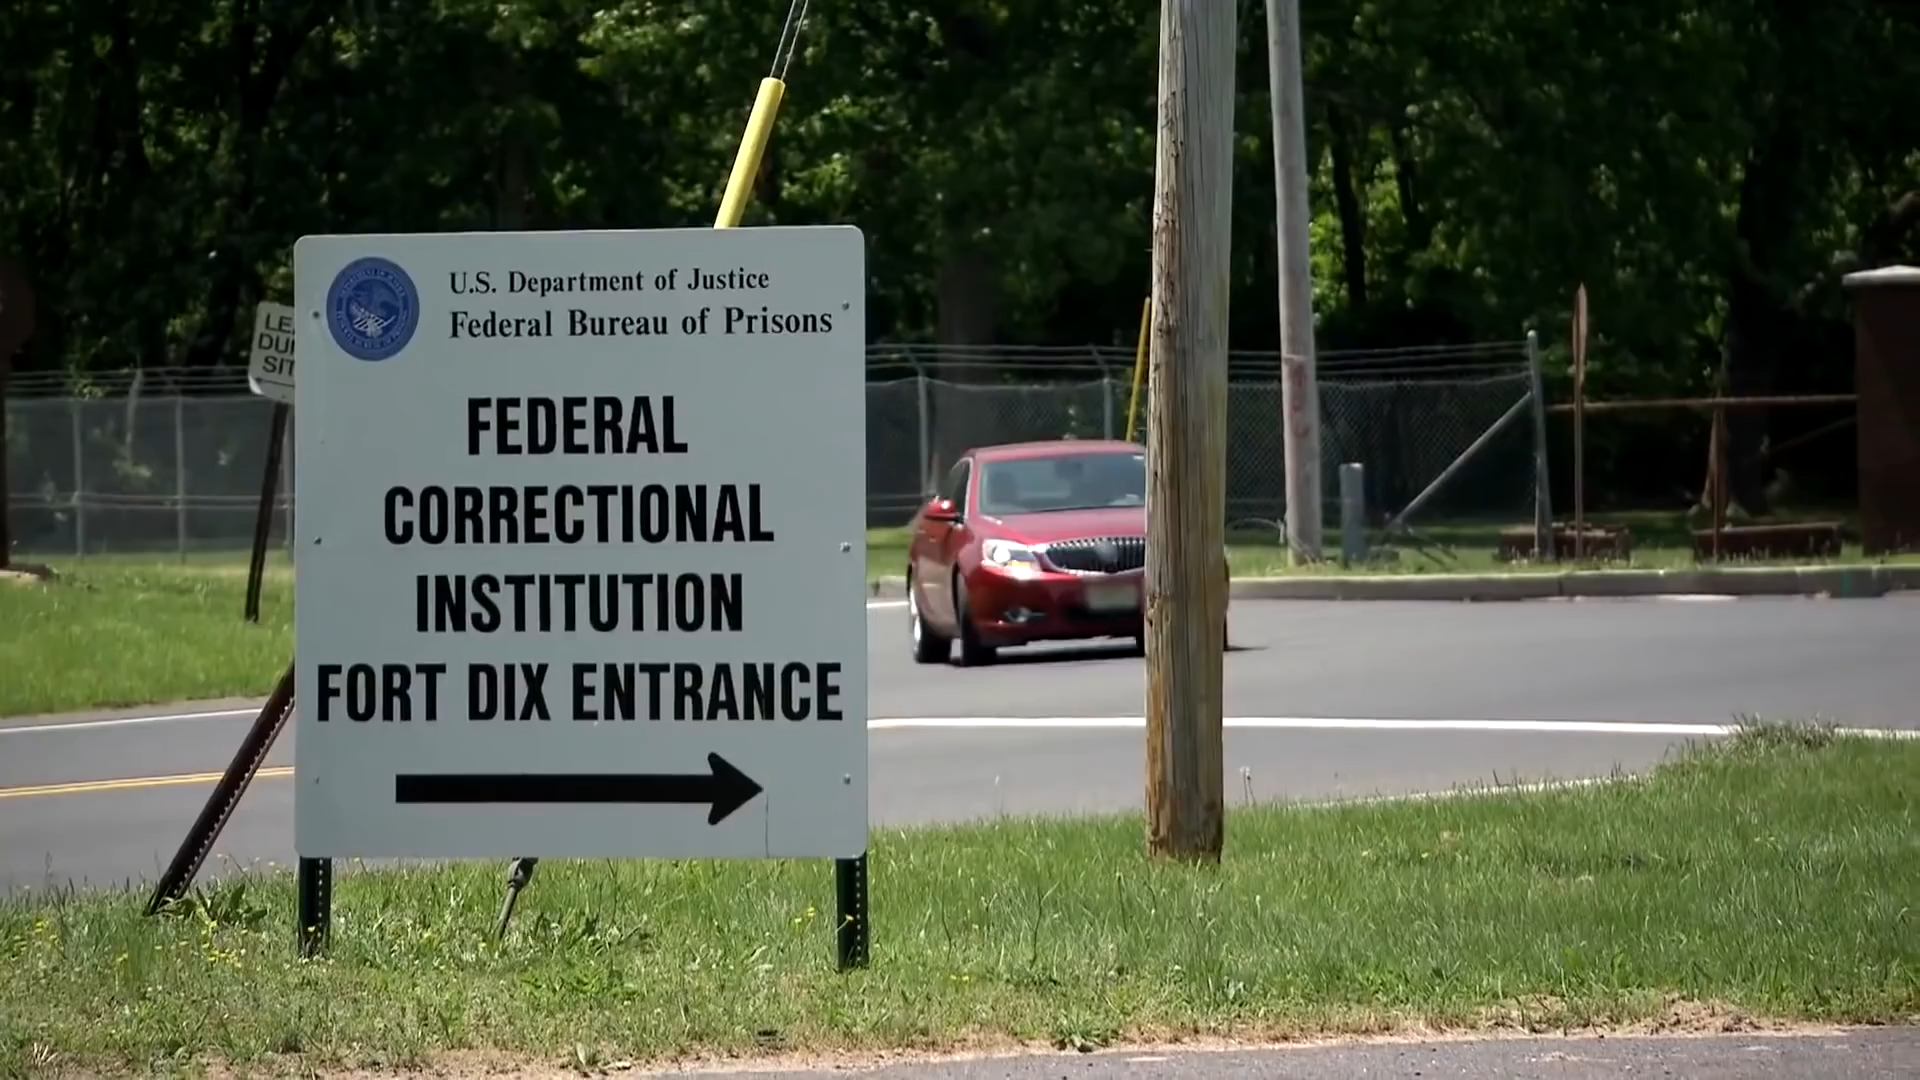 U.S. Department of Justice
Federal Bureau of Prisons
FEDERAL
CORRECTIONAL
INSTITUTION
FORT DIX ENTRANCE